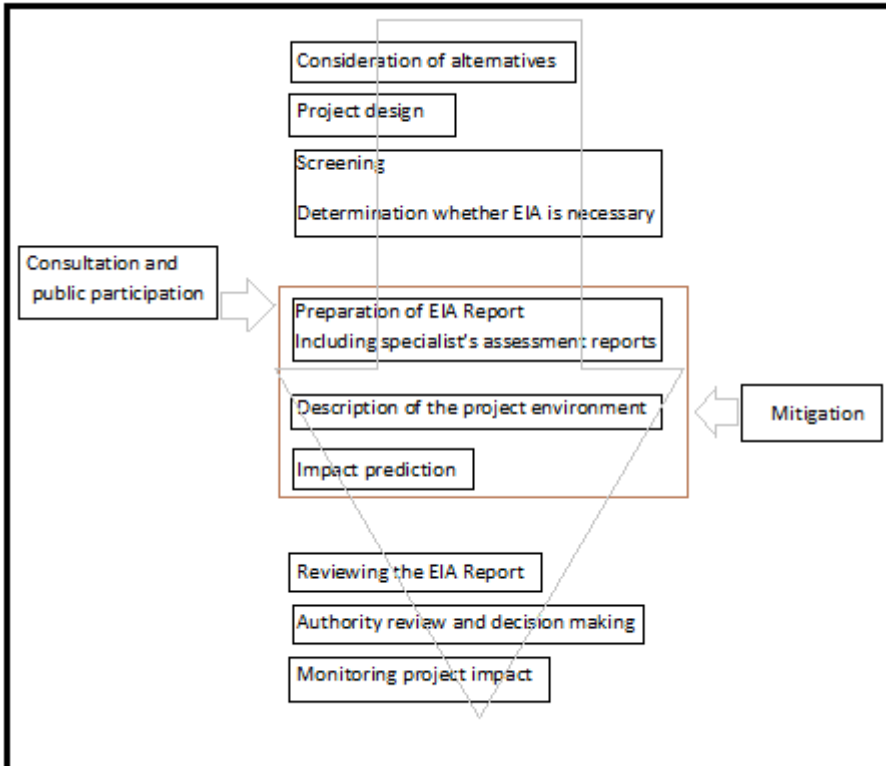 Consideration of alternatives
Project design
Screening
Determination whether EIA is necessary
Consultation and
public participation
Preparation of EIA Report
Including specialist's assessment reports
Description of the project environment
Mitigation
Impact prediction
Reviewing the EIA Report
Authority review and decision making
Monitoring project impact